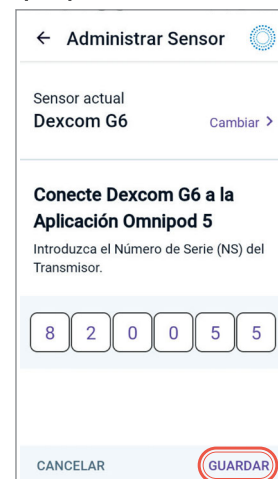 ← Administrar Sensor
Sensor actual
Dexcom G6
Cambiar >
Conecte Dexcom G6 a la
Aplicación Omnipod 5
Introduzca el Número de Serie (NS) del
Transmisor.
8 2 0 0 5 5
CANCELAR GUARDAR